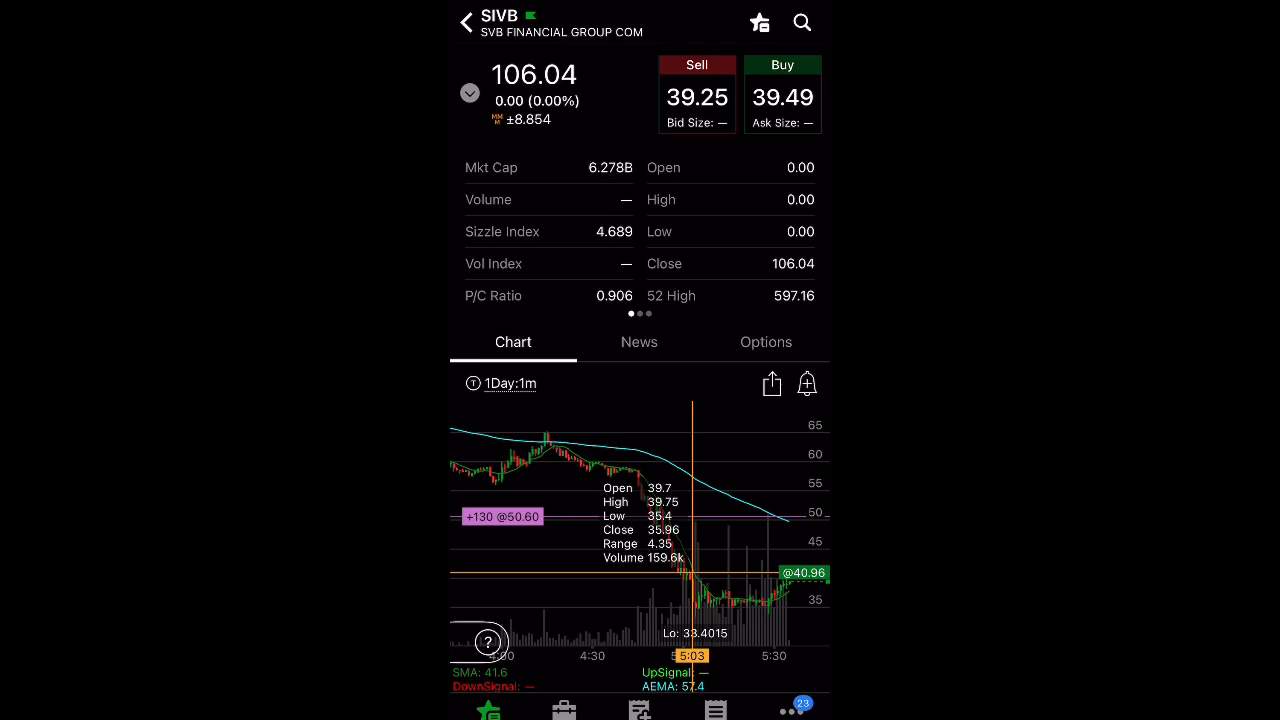 SIVB
SVB FINANCIAL GROUP COM
106.04
0.00 (0.00%)
MM M ±8.854
Sell
39.25
Bid Size: —
Buy
39.49
Ask Size: —
Mkt Cap 6.278B Open 0.00
Volume — High 0.00
Sizzle Index 4.689 Low 0.00
Vol Index — Close 106.04
P/C Ratio 0.906 52 High 597.16
Chart News Options
T 1Day:1m
65
60
55
50
45
35
Open 39.7
High 39.75
Low 35.4
Close 35.96
Range 4.35
Volume 159.6k
+130 @50.60
@40.96
Lo: 33.4015
?
4:30 5:03 5:30
SMA: 41.6 UpSignal: —
DownSignal: — AEMA: 57.4
23